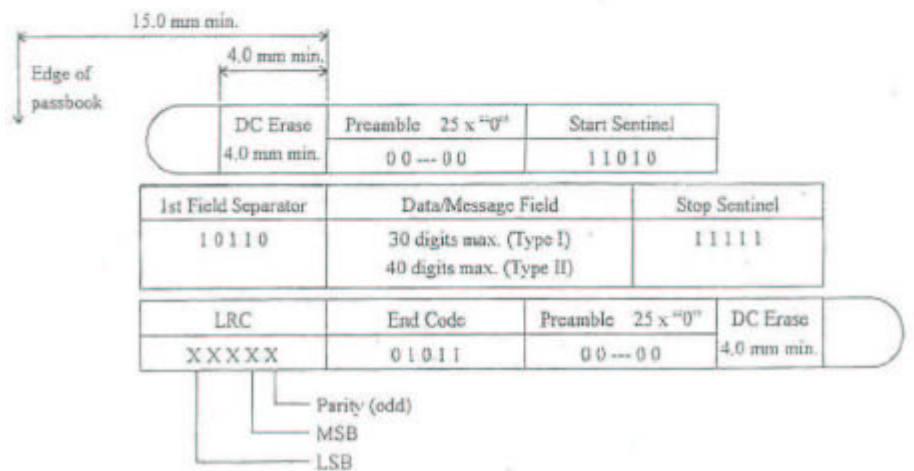 15.0 mm min.
4.0 mm min.
Edge of
passbook
DC Erase
4.0 mm min.
Preamble 25 x "0"
0 0 --- 0 0
Start Sentinel
1 1 0 1 0
1st Field Separator
1 0 1 1 0
Data/Message Field
30 digits max. (Type I)
40 digits max. (Type II)
Stop Sentinel
1 1 1 1 1
LRC
X X X X X
End Code
0 1 0 1 1
Preamble 25 x "0"
0 0 --- 0 0
DC Erase
4.0 mm min.
Parity (odd)
MSB
LSB